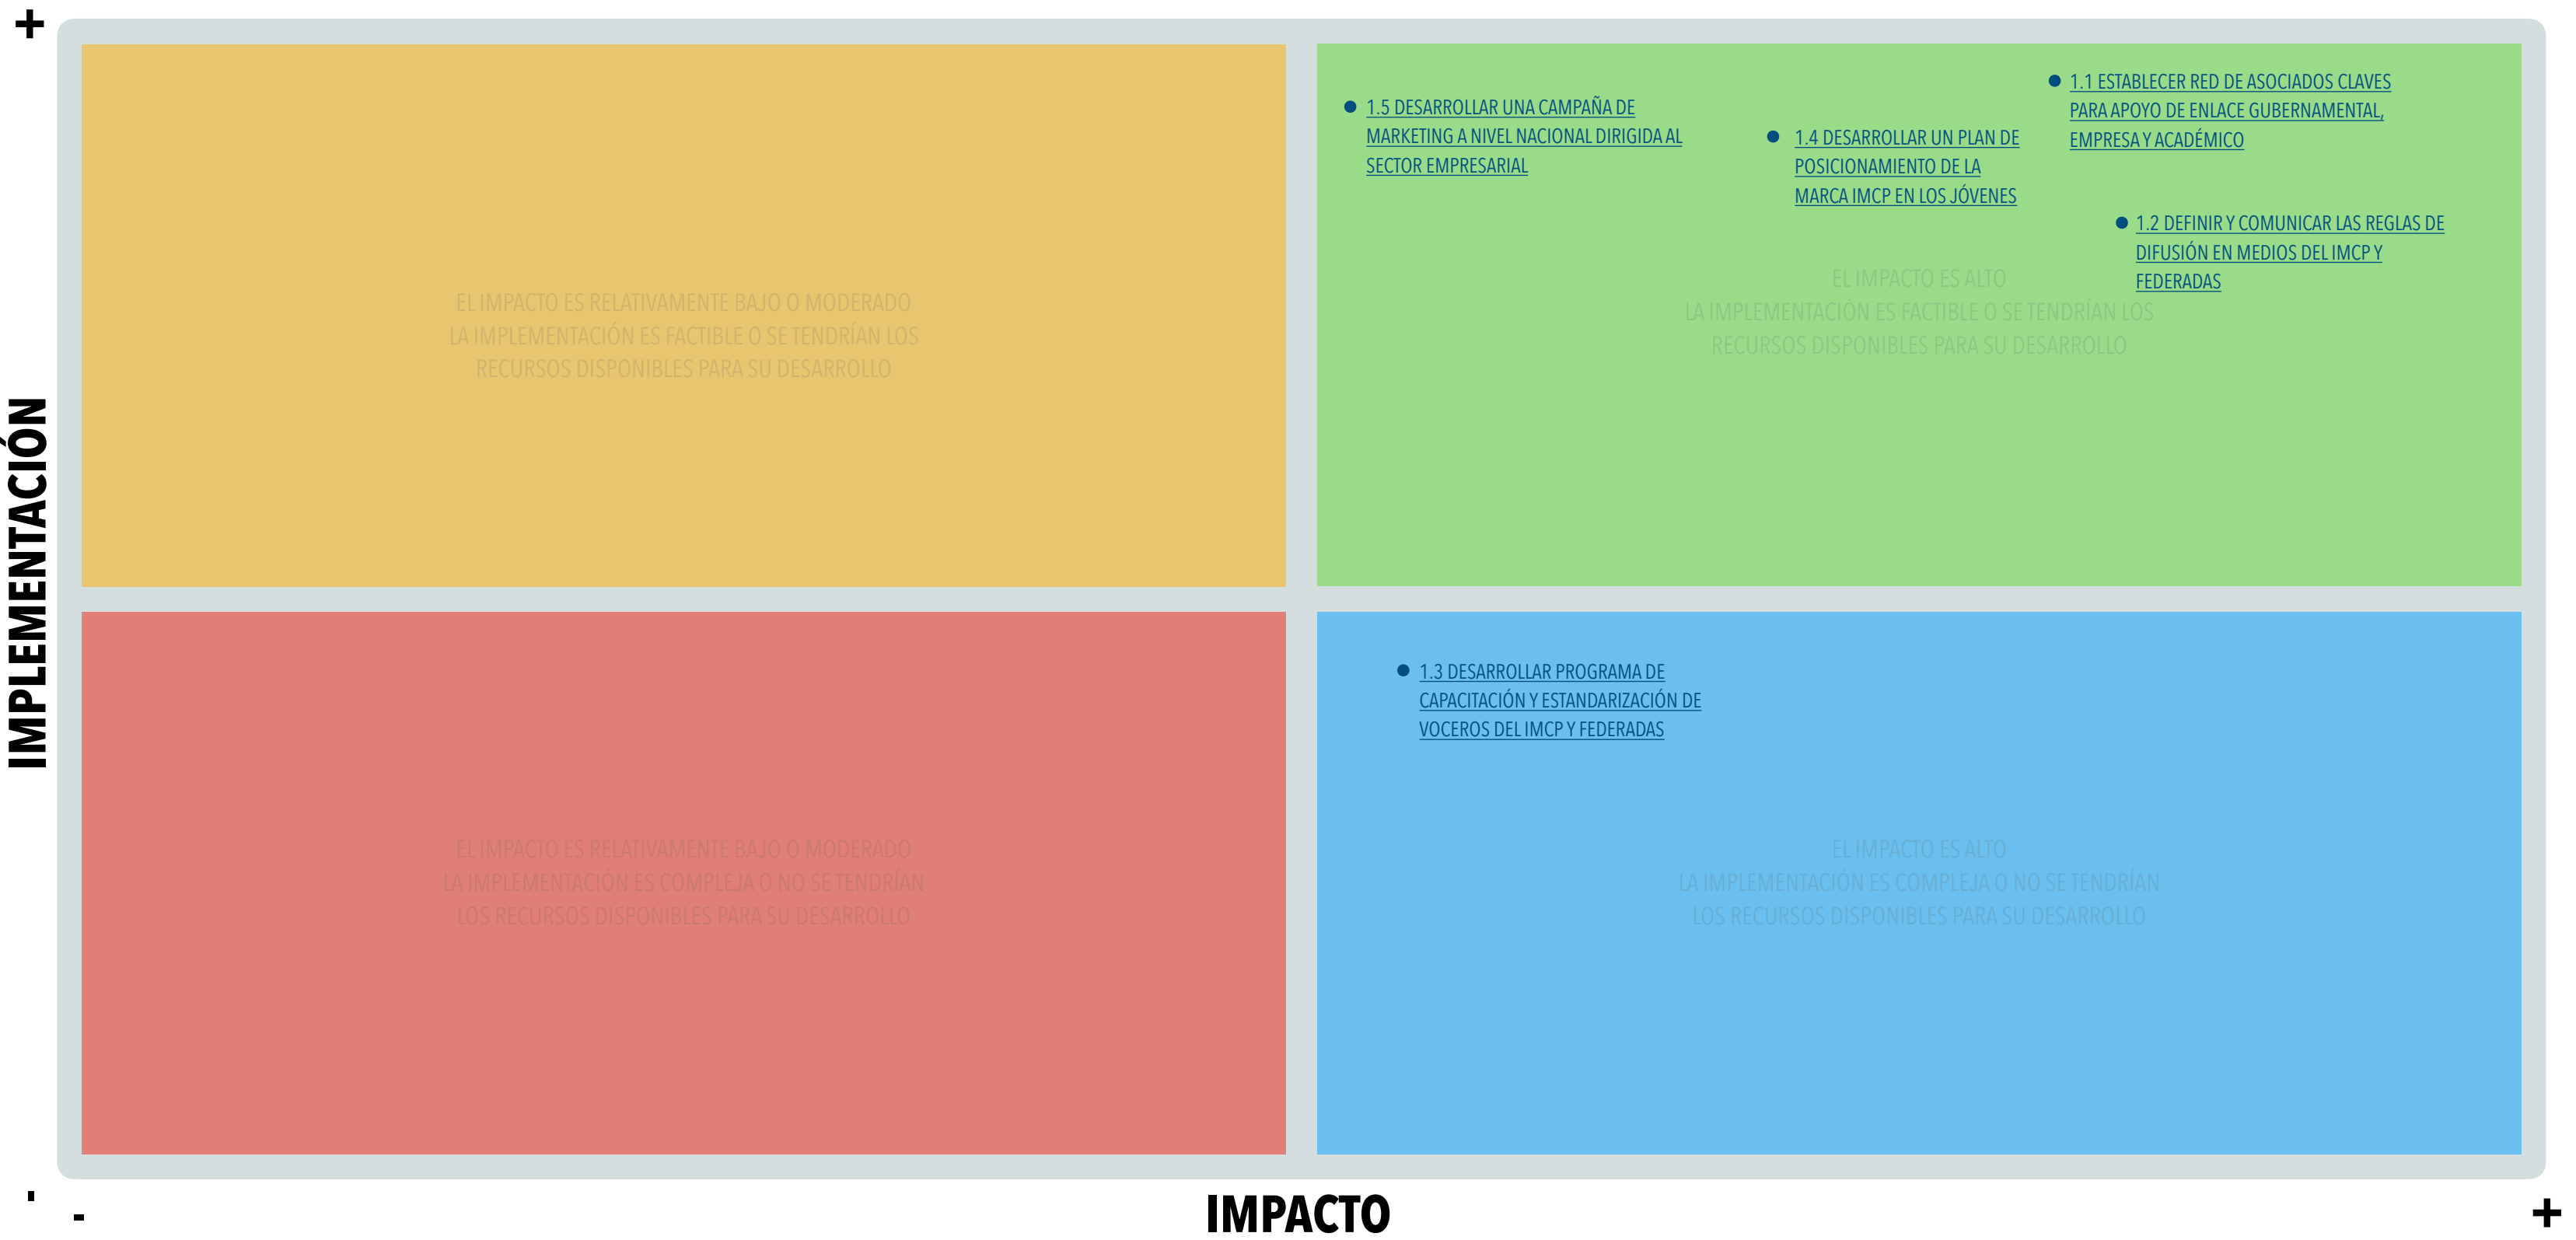 +
1.5 DESARROLLAR UNA CAMPAÑA DE
MARKETING A NIVEL NACIONAL DIRIGIDA AL
SECTOR EMPRESARIAL
1.4 DESARROLLAR UN PLAN DE
POSICIONAMIENTO DE LA
MARCA IMCP EN LOS JÓVENES
1.1 ESTABLECER RED DE ASOCIADOS CLAVES
PARA APOYO DE ENLACE GUBERNAMENTAL,
EMPRESA Y ACADÉMICO
1.2 DEFINIR Y COMUNICAR LAS REGLAS DE
DIFUSIÓN EN MEDIOS DEL IMCP Y
FEDERADAS
EL IMPACTO ES RELATIVAMENTE BAJO O MODERADO
LA IMPLEMENTACIÓN ES FACTIBLE O SE TENDRÍAN LOS
RECURSOS DISPONIBLES PARA SU DESARROLLO
EL IMPACTO ES ALTO
LA IMPLEMENTACIÓN ES FACTIBLE O SE TENDRÍAN LOS
RECURSOS DISPONIBLES PARA SU DESARROLLO
IMPLEMENTACIÓN
1.3 DESARROLLAR PROGRAMA DE
CAPACITACIÓN Y ESTANDARIZACIÓN DE
VOCEROS DEL IMCP Y FEDERADAS
EL IMPACTO ES RELATIVAMENTE BAJO O MODERADO
LA IMPLEMENTACIÓN ES COMPLEJA O NO SE TENDRÍAN
LOS RECURSOS DISPONIBLES PARA SU DESARROLLO
EL IMPACTO ES ALTO
LA IMPLEMENTACIÓN ES COMPLEJA O NO SE TENDRÍAN
LOS RECURSOS DISPONIBLES PARA SU DESARROLLO
-
-
IMPACTO
+